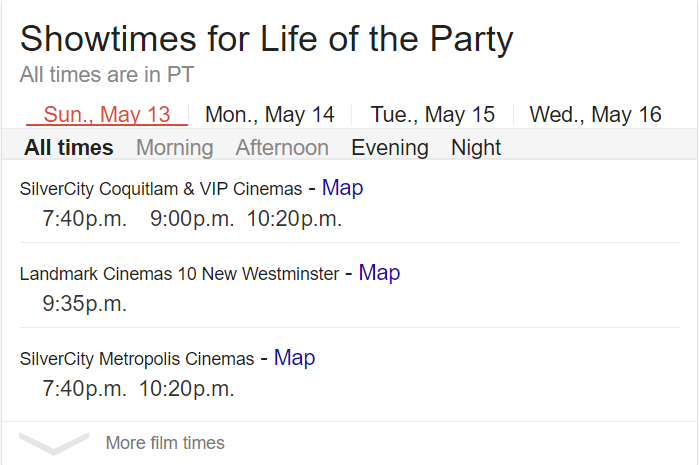 Showtimes for Life of the Party
All times are in PT
Sun., May 13 Mon., May 14 Tue., May 15 Wed., May 16
All times Morning Afternoon Evening Night
SilverCity Coquitlam & VIP Cinemas - Map
7:40p.m. 9:00p.m. 10:20p.m.
Landmark Cinemas 10 New Westminster - Map
9:35p.m.
SilverCity Metropolis Cinemas - Map
7:40p.m. 10:20p.m.
More film times